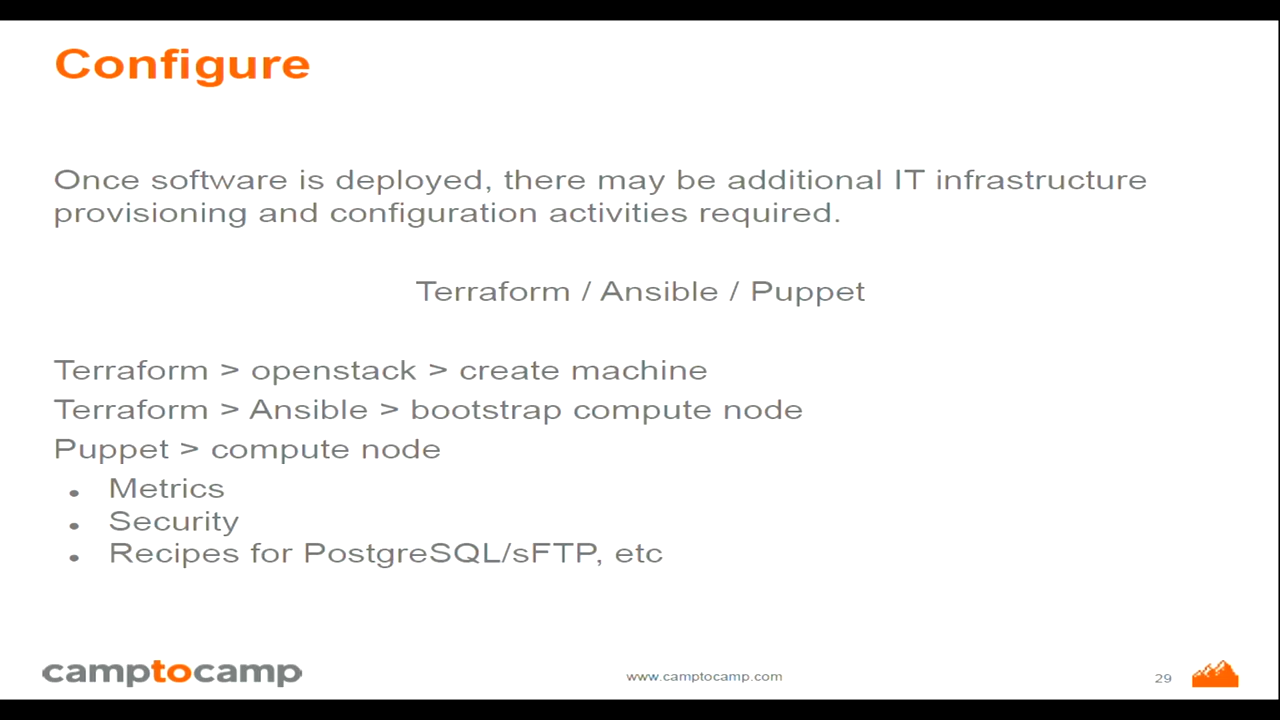 Configure
Once software is deployed, there may be additional IT infrastructure
provisioning and configuration activities required.
Terraform / Ansible / Puppet
Terraform > openstack > create machine
Terraform > Ansible > bootstrap compute node
Puppet > compute node
• Metrics
• Security
• Recipes for PostgreSQL/sFTP, etc
camptocamp
www.camptocamp.com
29